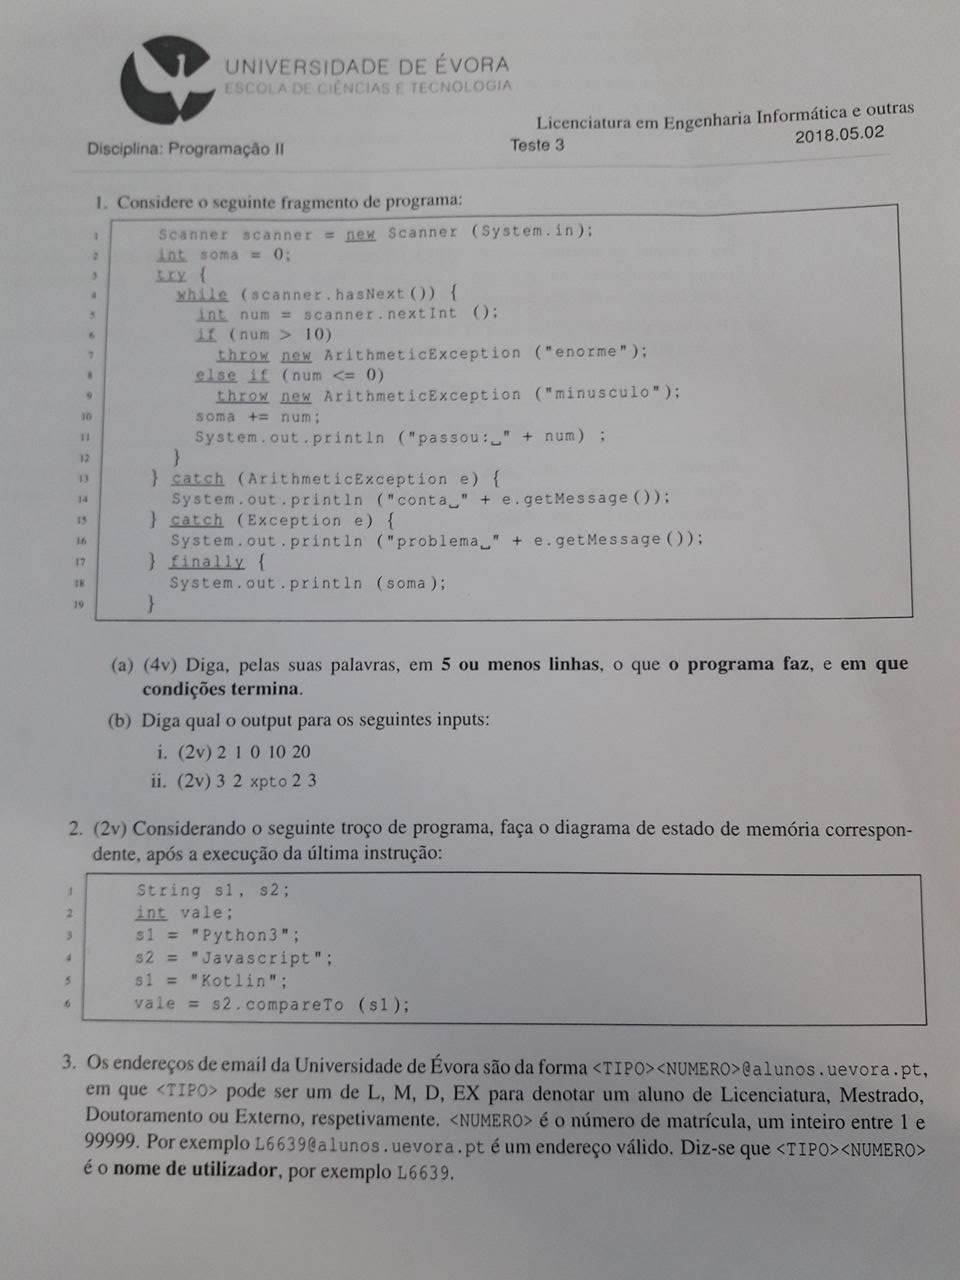 UNIVERSIDADE DE ÉVORA
ESCOLA DE CIÊNCIAS E TECNOLOGIA
Licenciatura em Engenharia Informática e outras
Disciplina: Programação II
Teste 3
2018.05.02
1. Considere o seguinte fragmento de programa:
1 Scanner scanner = new Scanner (System.in);
2 int soma = 0;
3 try {
4 while (scanner.hasNext()) {
5 int num = scanner.nextInt ();
6 if (num > 10)
7 throw new ArithmeticException ("enorme");
8 else if (num <= 0)
9 throw new ArithmeticException ("minusculo");
10 soma += num;
11 System.out.println ("passou:␣" + num) ;
12 }
13 } catch (ArithmeticException e) {
14 System.out.println ("conta␣" + e.getMessage());
15 } catch (Exception e) {
16 System.out.println ("problema␣" + e.getMessage());
17 } finally {
18 System.out.println (soma);
19 }
(a) (4v) Diga, pelas suas palavras, em 5 ou menos linhas, o que o programa faz, e em que
condições termina.
(b) Diga qual o output para os seguintes inputs:
i. (2v) 2 1 0 10 20
ii. (2v) 3 2 xpto 2 3
2. (2v) Considerando o seguinte troço de programa, faça o diagrama de estado de memória correspon-
dente, após a execução da última instrução:
1 String s1, s2;
2 int vale;
3 s1 = "Python3";
4 s2 = "Javascript";
5 s1 = "Kotlin";
6 vale = s2.compareTo (s1);
3. Os endereços de email da Universidade de Évora são da forma <TIPO><NUMERO>@alunos.uevora.pt,
em que <TIPO> pode ser um de L, M, D, EX para denotar um aluno de Licenciatura, Mestrado,
Doutoramento ou Externo, respetivamente. <NUMERO> é o número de matrícula, um inteiro entre 1 e
99999. Por exemplo L6639@alunos.uevora.pt é um endereço válido. Diz-se que <TIPO><NUMERO>
é o nome de utilizador, por exemplo L6639.